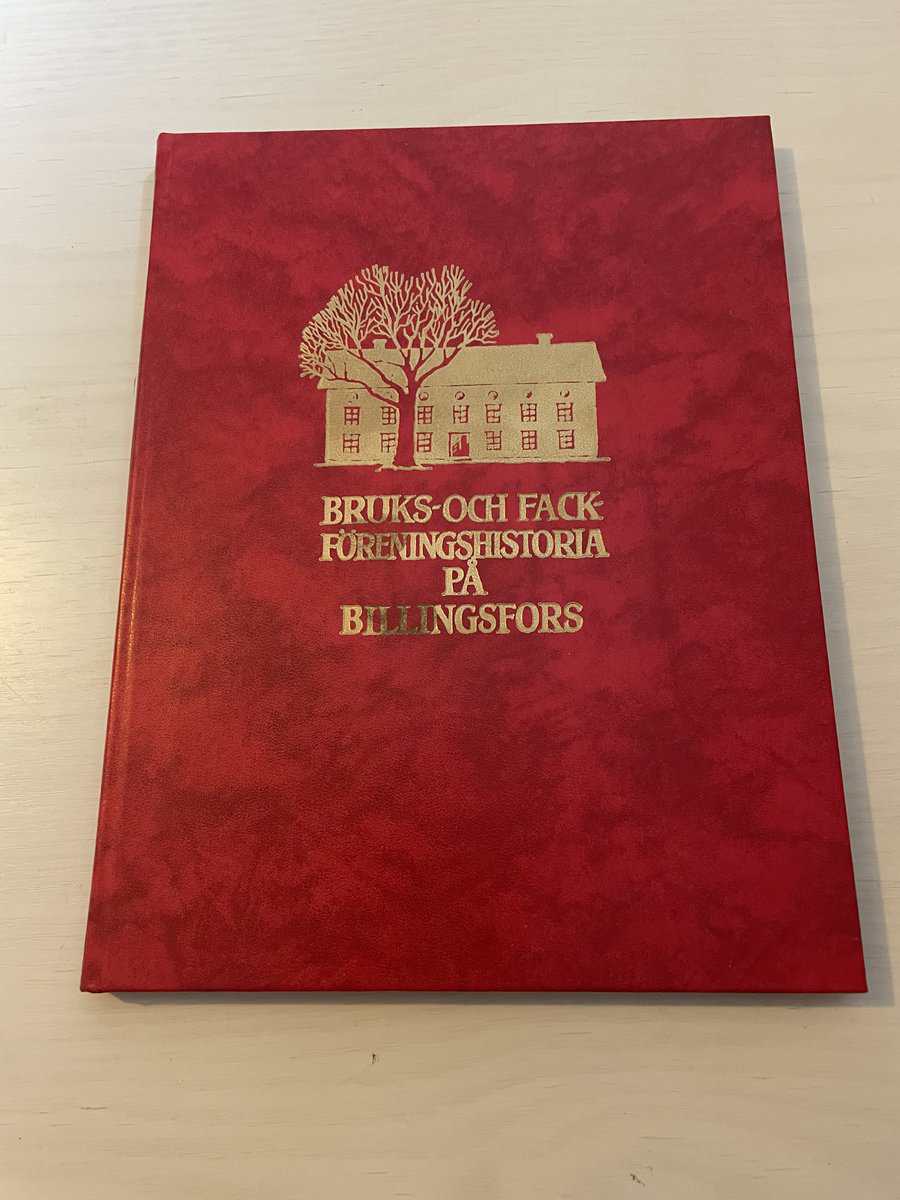 BRUKS-OCH FACK-
FÖRENINGSHISTORIA
PÅ
BILLINGSFORS